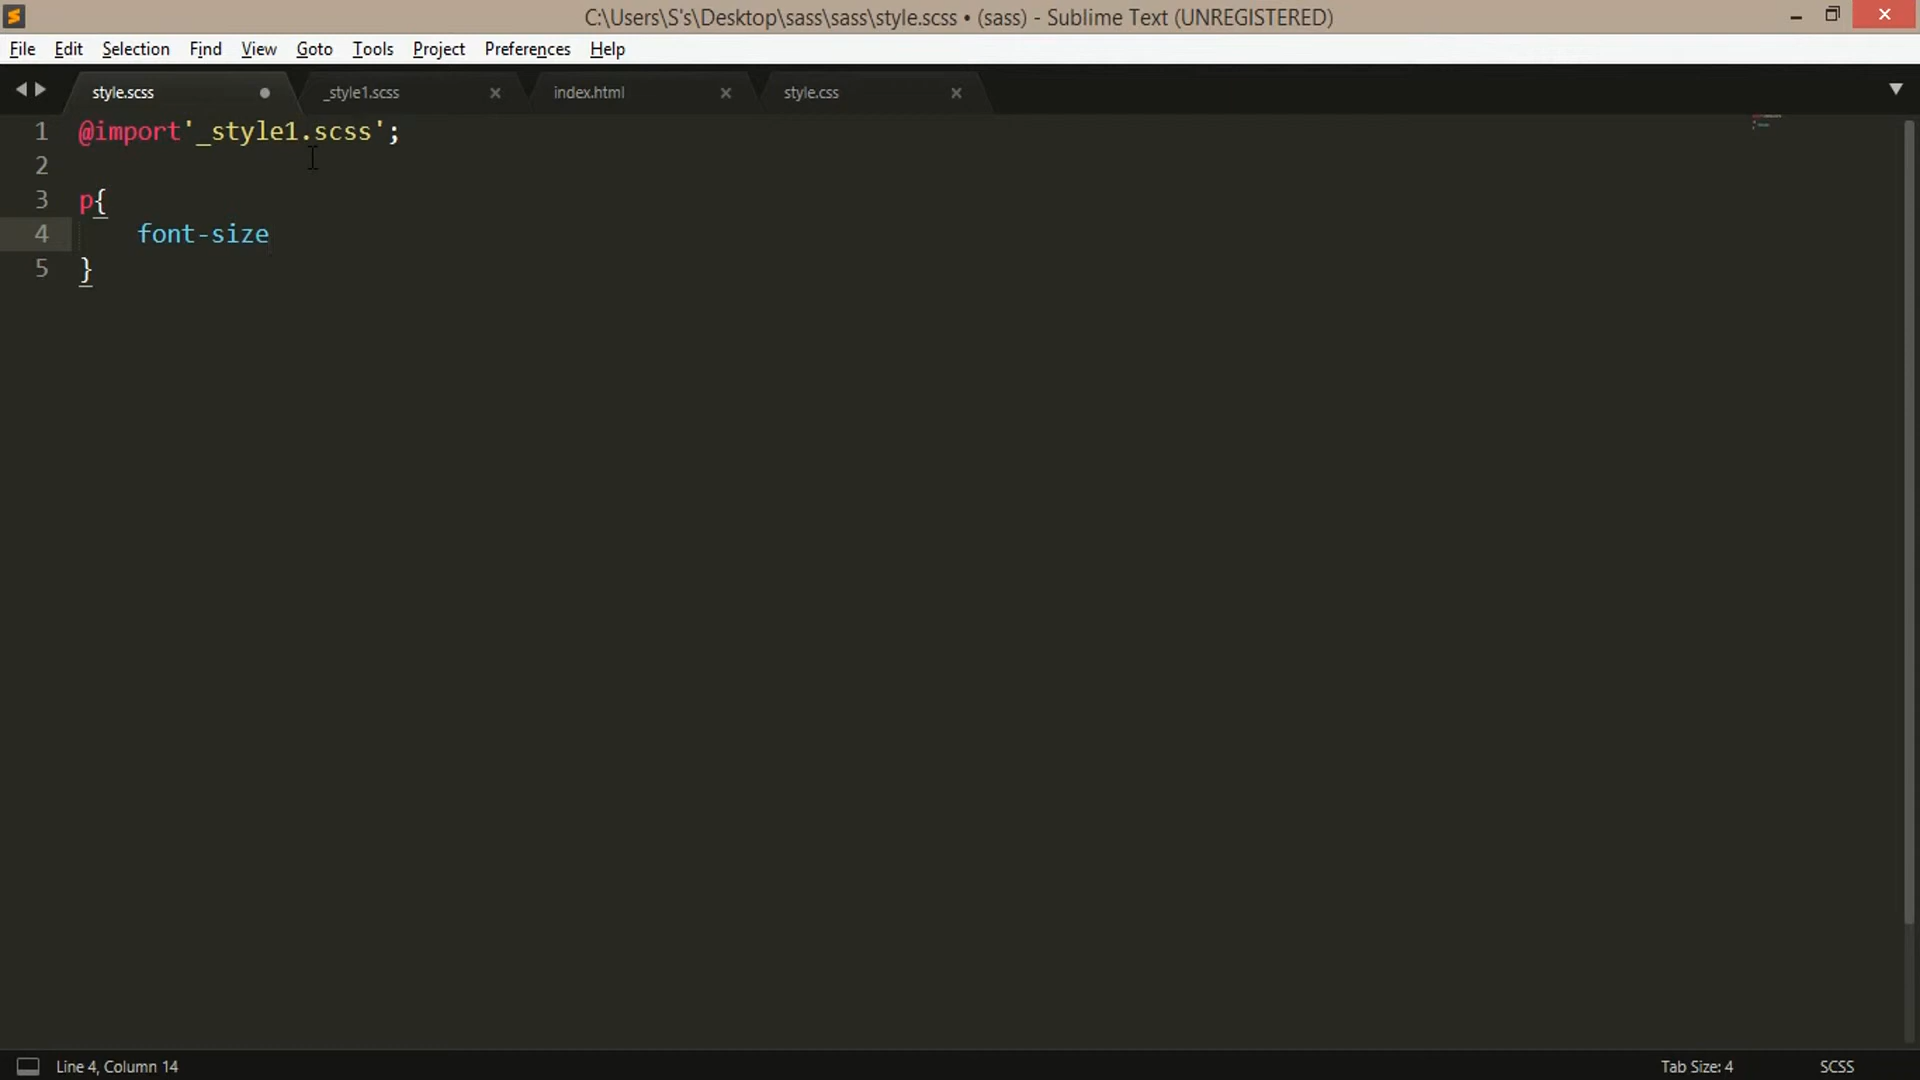 C:\Users\S's\Desktop\sass\sass\style.scss • (sass) - Sublime Text (UNREGISTERED)
File Edit Selection Find View Goto Tools Project Preferences Help
style.scss _style1.scss index.html style.css
1 @import'_style1.scss';
2
3 p{
4 font-size
5 }
Line 4, Column 14 Tab Size: 4 SCSS